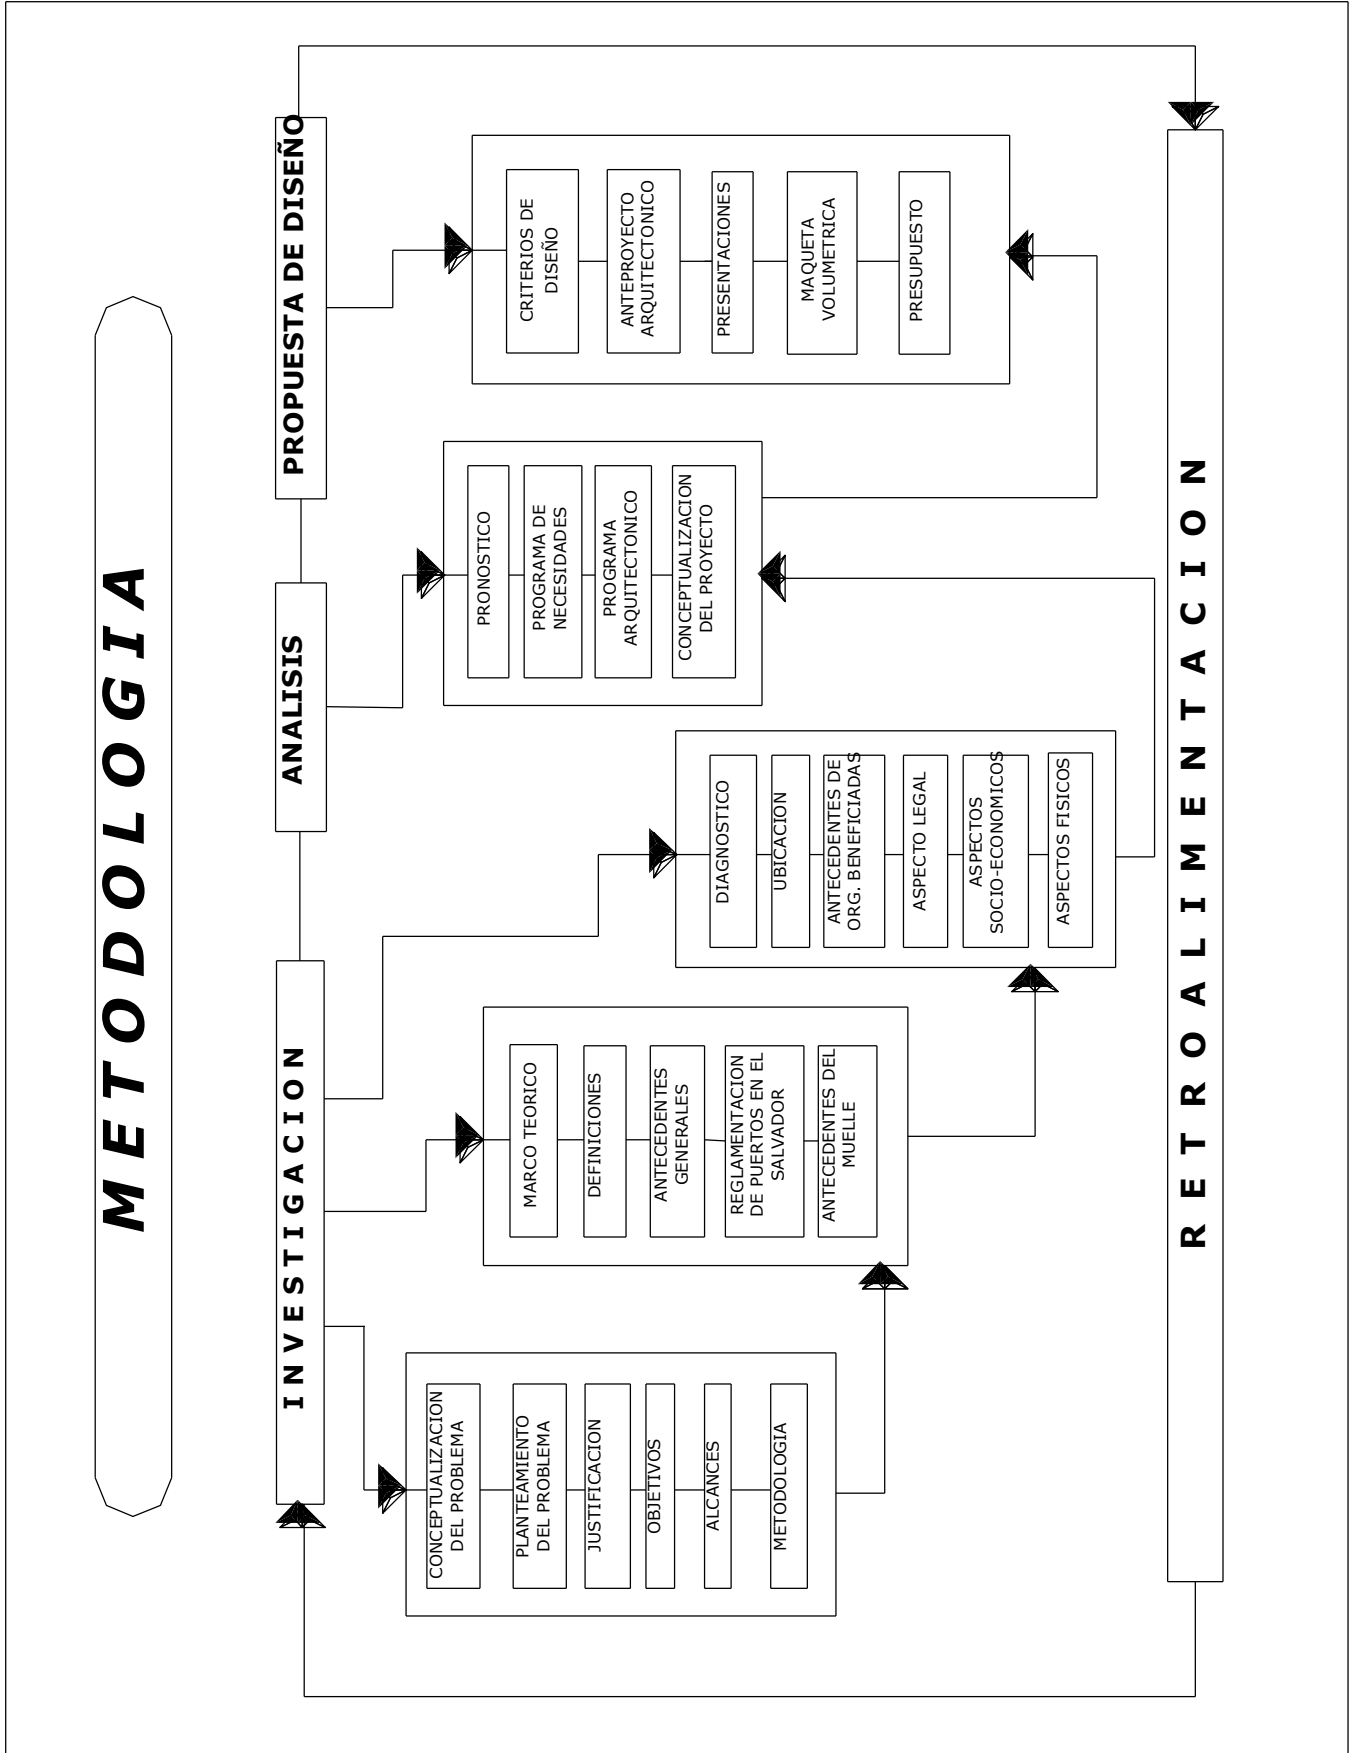 METODOLOGIA
INVESTIGACION
ANALISIS
PROPUESTA DE DISEÑO
CONCEPTUALIZACION
DEL PROBLEMA
PLANTEAMIENTO
DEL PROBLEMA
JUSTIFICACION
OBJETIVOS
ALCANCES
METODOLOGIA
MARCO TEORICO
DEFINICIONES
ANTECEDENTES
GENERALES
REGLAMENTACION
DE PUERTOS EN EL
SALVADOR
ANTECEDENTES DEL
MUELLE
DIAGNOSTICO
UBICACION
ANTECEDENTES DE
ORG. BENEFICIADAS
ASPECTO LEGAL
ASPECTOS
SOCIO-ECONOMICOS
ASPECTOS FISICOS
PRONOSTICO
PROGRAMA DE
NECESIDADES
PROGRAMA
ARQUITECTONICO
CONCEPTUALIZACION
DEL PROYECTO
CRITERIOS DE
DISEÑO
ANTEPROYECTO
ARQUITECTONICO
PRESENTACIONES
MAQUETA
VOLUMETRICA
PRESUPUESTO
RETROALIMENTACION